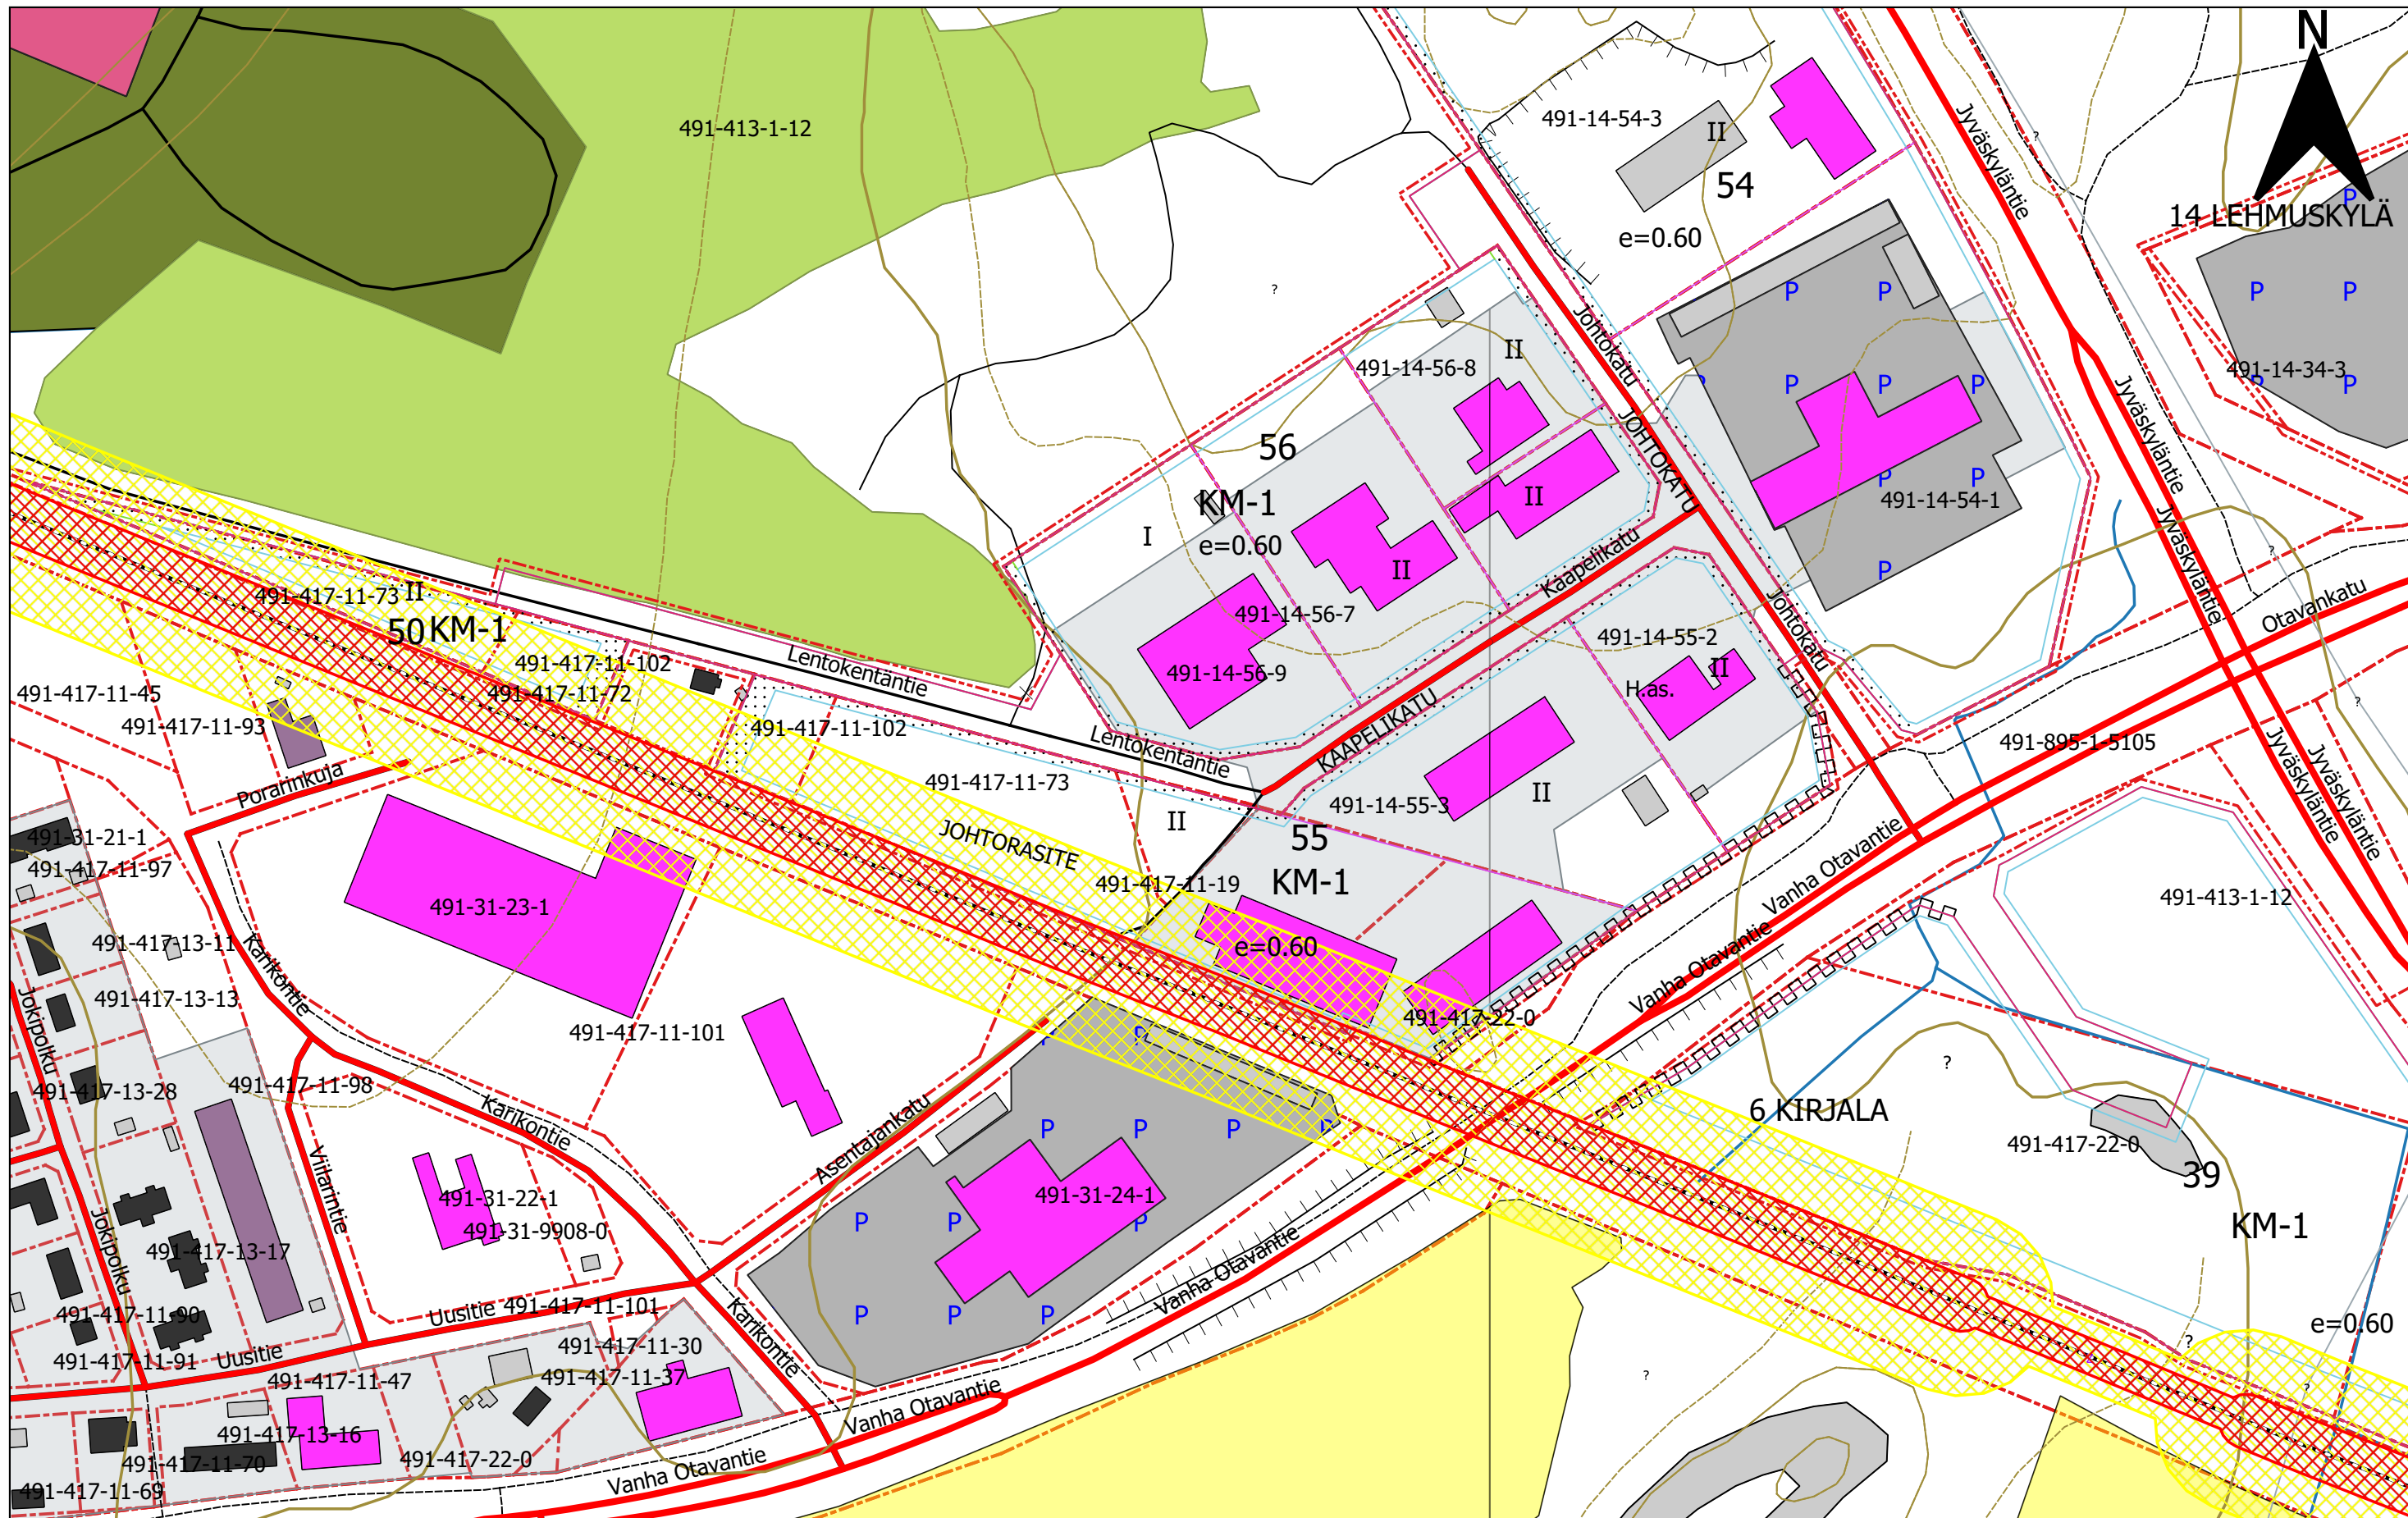 N
491-413-1-12
491-14-54-3
II
54
e=0.60
Jyväskyläntie
14 LEHMUSKYLÄ
P
P
P
P
P
?
?
Johtokatu
491-14-56-8
II
491-14-34-3
P
P
P
P
P
Jyväskyläntie
JOHTOKATU
56
KM-1
e=0.60
I
II
P
P
491-14-54-1
Jyväskyläntie
?
II
Kaapelikatu
P
491-417-11-73
II
50
KM-1
491-14-56-7
491-14-55-2
Johtokatu
Otavankatu
491-417-11-102
Lentokentäntie
491-14-56-9
H.as.
II
491-417-11-45
491-417-11-72
491-417-11-93
491-417-11-102
Lentokentäntie
KAAPELIKATU
?
491-895-1-5105
Porarinkuja
491-417-11-73
491-14-55-3
II
Jyväskyläntie
Jyväskyläntie
491-31-21-1
JOHTORASITE
II
55
491-417-11-97
491-417-11-19
KM-1
Vanha Otavantie
491-413-1-12
491-31-23-1
491-417-13-11
Karikontie
e=0.60
Vanha Otavantie
491-417-13-13
491-417-22-0
Jokipolku
491-417-11-101
P
P
?
491-417-13-28
491-417-11-98
Karikontie
6 KIRJALA
P
P
P
P
491-417-22-0
Asentajankatu
39
Viilarintie
491-31-22-1
491-31-24-1
P
P
P
491-31-9908-0
KM-1
Jokipolku
491-417-13-17
Vanha Otavantie
491-417-11-90
Uusitie
491-417-11-101
Karikontie
P
P
P
e=0.60
?
491-417-11-91
Uusitie
491-417-11-30
491-417-11-47
491-417-11-37
?
?
Vanha Otavantie
491-417-13-16
491-417-11-70
491-417-22-0
Vanha Otavantie
491-417-11-69